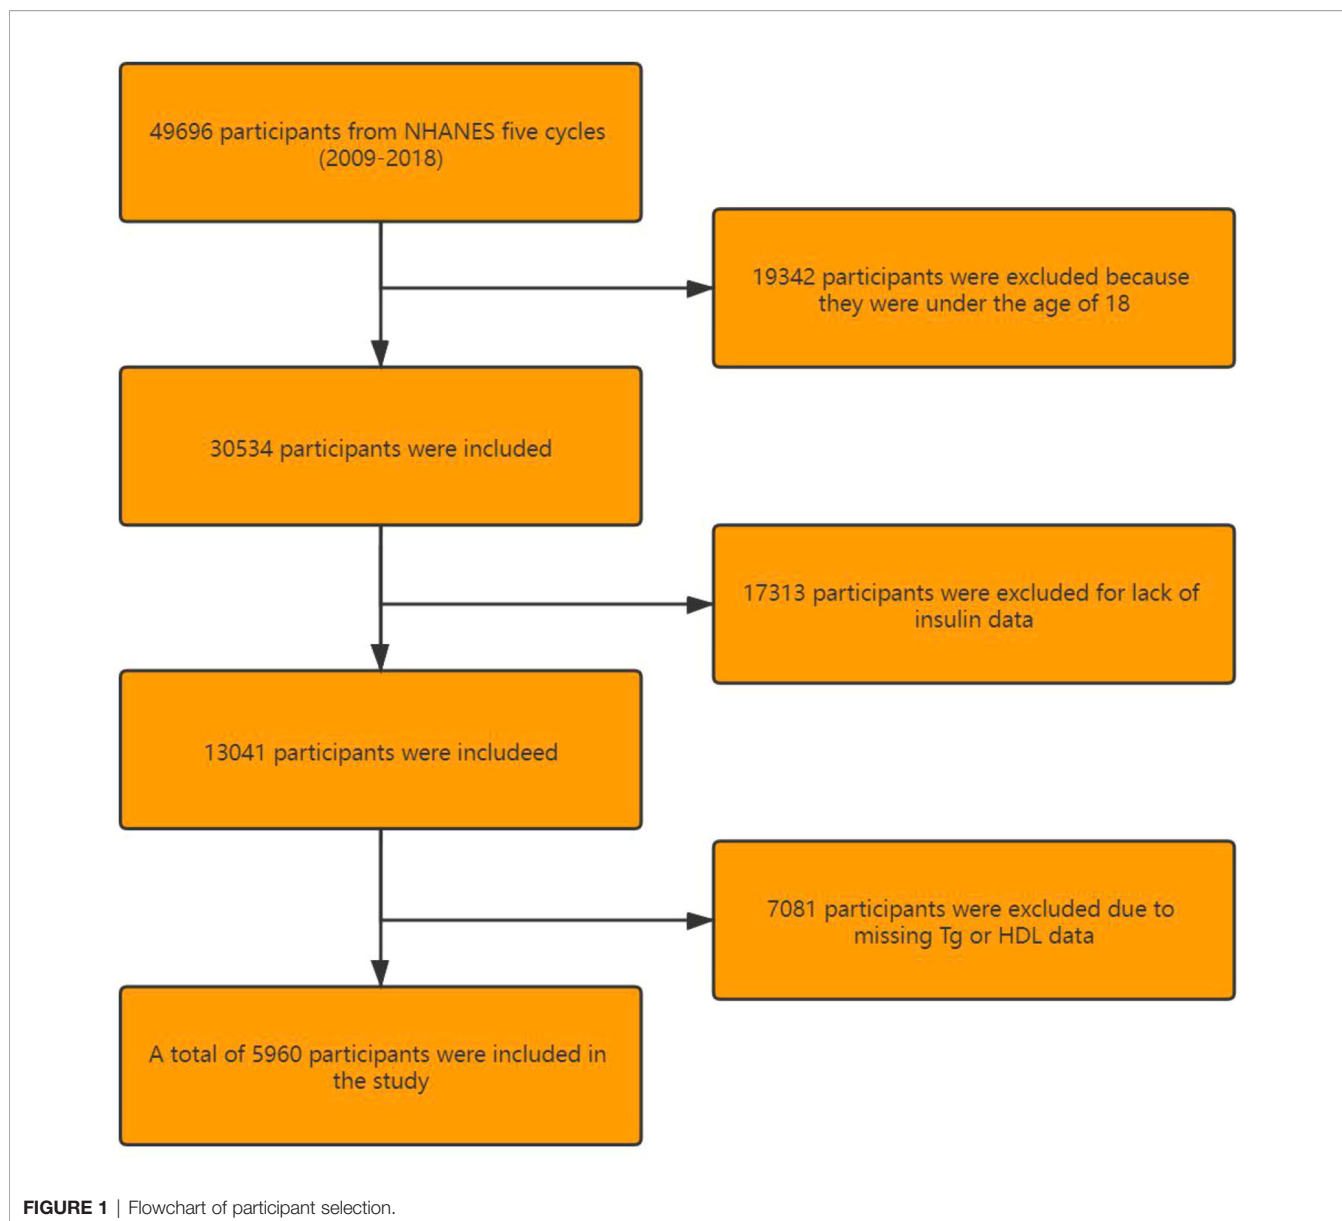 49696 participants from NHANES five cycles
(2009-2018)
19342 participants were excluded because
they were under the age of 18
30534 participants were included
17313 participants were excluded for lack of
insulin data
13041 participants were includeed
7081 participants were excluded due to
missing Tg or HDL data
A total of 5960 participants were included in
the study
FIGURE 1 | Flowchart of participant selection.